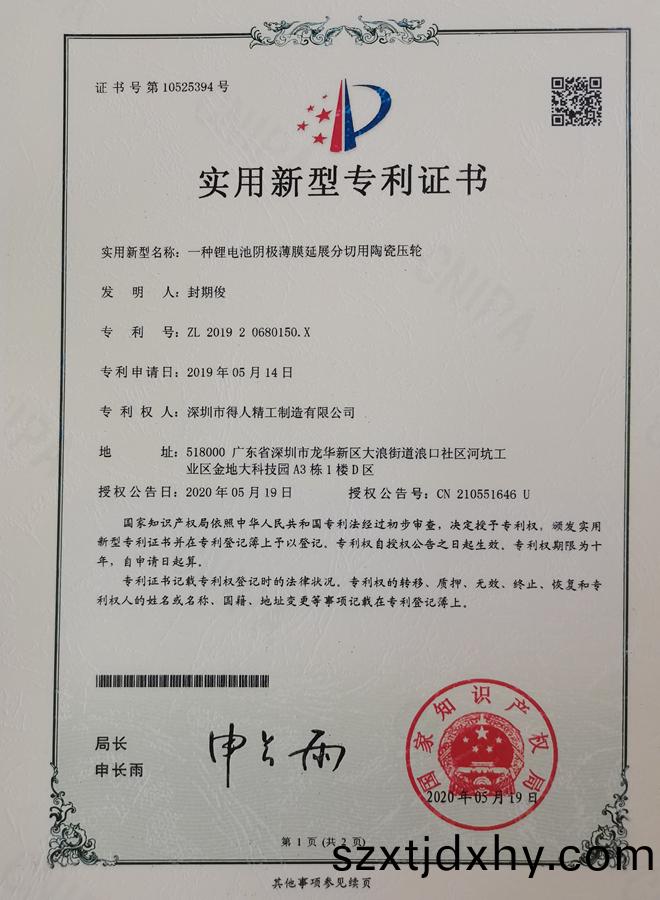 证书号第10525394号
实用新型专利证书
实用新型名称：一种锂电池阴极薄膜延展分切用陶瓷压轮
发 明 人：封期俊
专 利 号：ZL 2019 2 0680150.X
专利申请日：2019年05月14日
专 利 权 人：深圳市得人精工制造有限公司
地 址：518000 广东省深圳市龙华新区大浪街道浪口社区河坑工
业区金地大科技园A3栋1楼D区
授权公告日：2020年05月19日 授权公告号：CN 210551646 U
国家知识产权局依照中华人民共和国专利法经过初步审查，决定授予专利权，颁发实用
新型专利证书并在专利登记簿上予以登记。专利权自授权公告之日起生效。专利权期限为十
年，自申请日起算。
专利证书记载专利权登记时的法律状况。专利权的转移、质押、无效、终止、恢复和专
利权人的姓名或名称、国籍、地址变更等事项记载在专利登记簿上。
局长
申长雨
申长雨
国家知识产权局
2020年05月19日
第 1 页 (共 2 页)
szxtjdxhy.com
其他事项参见续页
CNIPA